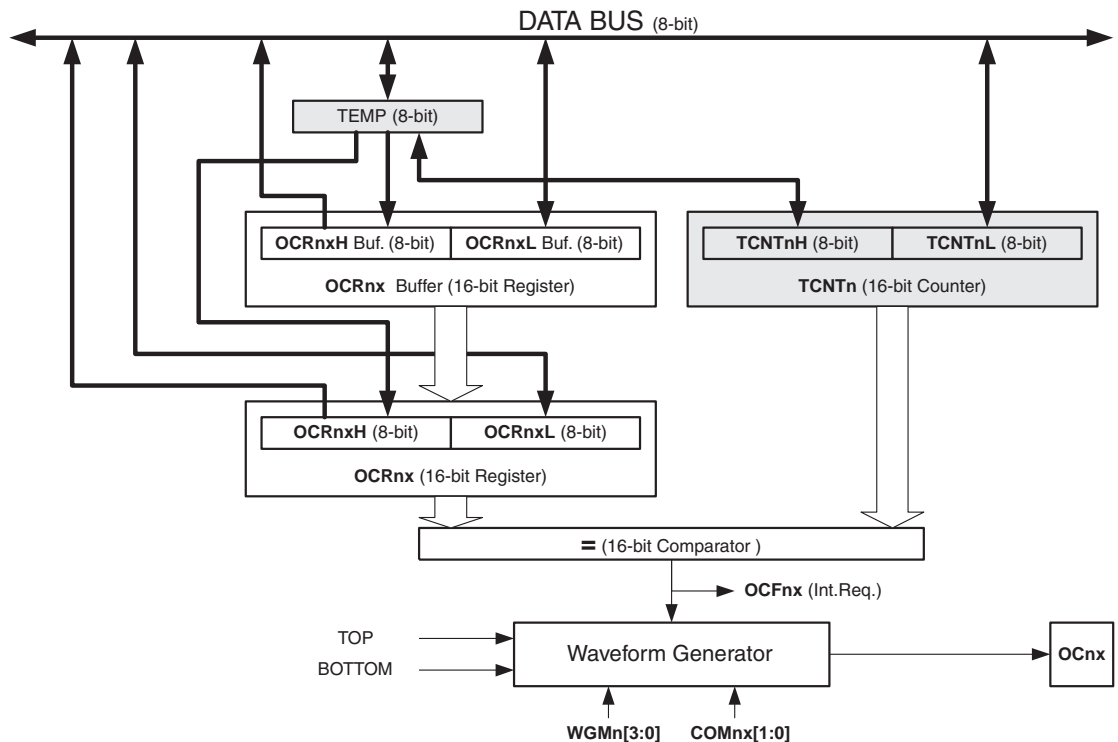 DATA BUS (8-bit)
TEMP (8-bit)
OCRnxH Buf. (8-bit) OCRnxL Buf. (8-bit)
OCRnx Buffer (16-bit Register)
TCNTnH (8-bit) TCNTnL (8-bit)
TCNTn (16-bit Counter)
OCRnxH (8-bit) OCRnxL (8-bit)
OCRnx (16-bit Register)
= (16-bit Comparator )
OCFnx (Int.Req.)
TOP
BOTTOM
Waveform Generator
OCnx
WGMn[3:0] COMnx[1:0]